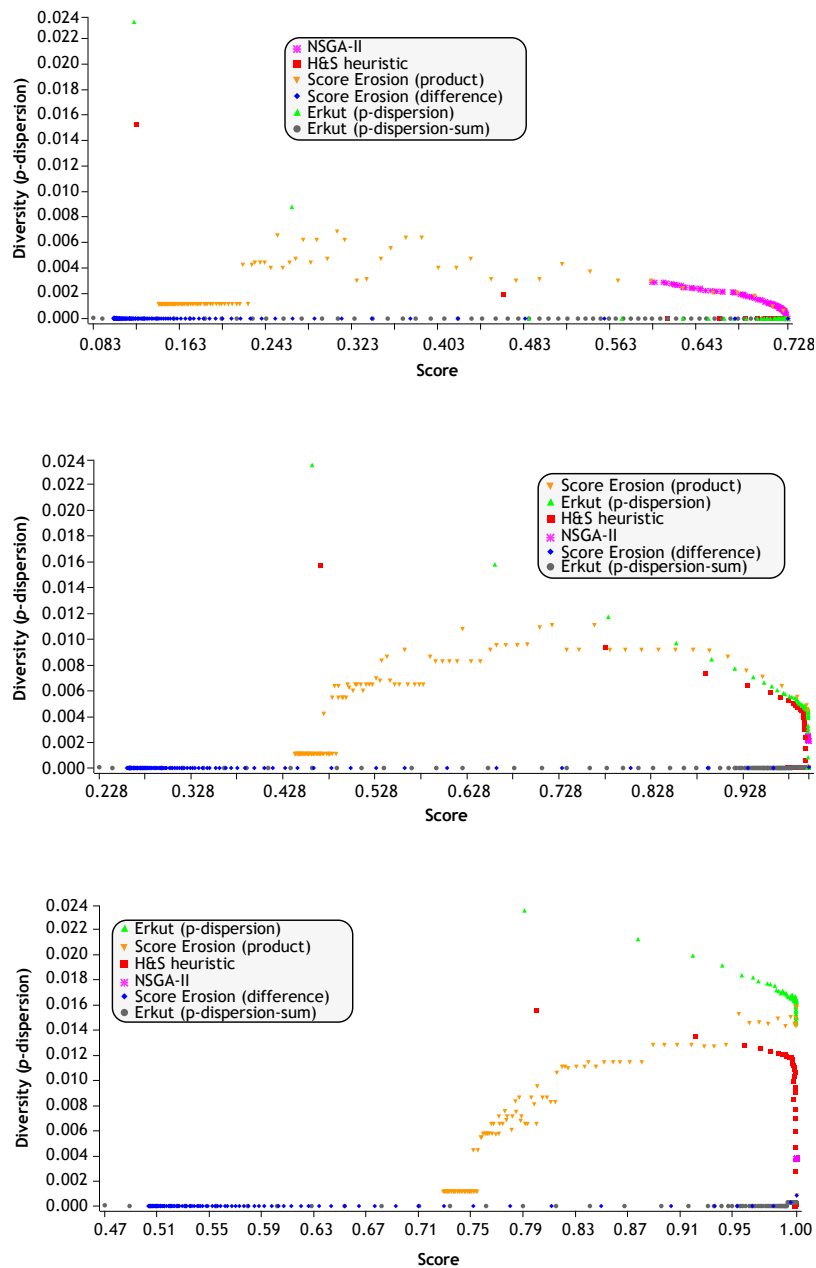 0.024
0.022
0.020
0.018
0.016
0.014
0.012
0.010
0.008
0.006
0.004
0.002
0.000
Diversity (p-dispersion)
NSGA-II
H&S heuristic
Score Erosion (product)
Score Erosion (difference)
Erkut (p-dispersion)
Erkut (p-dispersion-sum)
0.083 0.163 0.243 0.323 0.403 0.483 0.563 0.643 0.728
Score
0.024
0.022
0.020
0.018
0.016
0.014
0.012
0.010
0.008
0.006
0.004
0.002
0.000
Diversity (p-dispersion)
Score Erosion (product)
Erkut (p-dispersion)
H&S heuristic
NSGA-II
Score Erosion (difference)
Erkut (p-dispersion-sum)
0.228 0.328 0.428 0.528 0.628 0.728 0.828 0.928
Score
0.024
0.022
0.020
0.018
0.016
0.014
0.012
0.010
0.008
0.006
0.004
0.002
0.000
Diversity (p-dispersion)
Erkut (p-dispersion)
Score Erosion (product)
H&S heuristic
NSGA-II
Score Erosion (difference)
Erkut (p-dispersion-sum)
0.47 0.51 0.55 0.59 0.63 0.67 0.71 0.75 0.79 0.83 0.87 0.91 0.95 1.00
Score